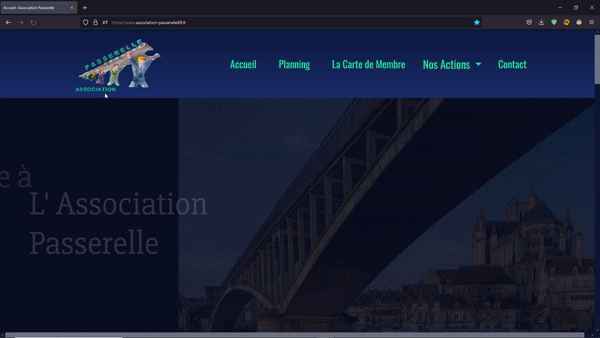 Accueil - Association Passerelle
https://www.association-passerelle89.fr
PASSERELLE
ASSOCIATION
Accueil
Planning
La Carte de Membre
Nos Actions
Contact
e à
L' Association
Passerelle